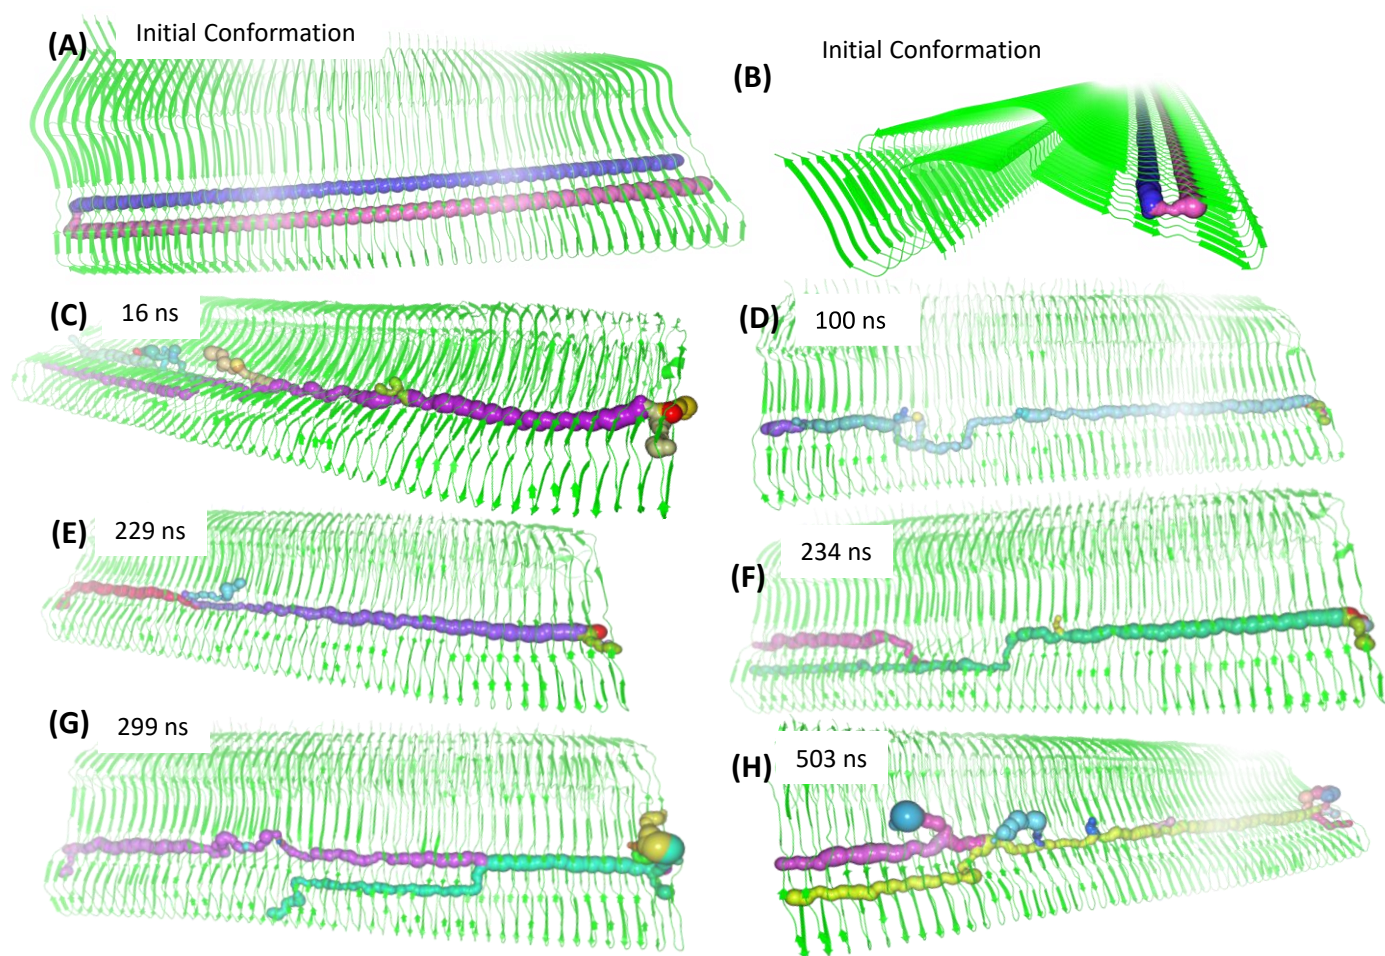 (A) Initial Conformation
(B) Initial Conformation
(C) 16 ns
(D) 100 ns
(E) 229 ns
(F) 234 ns
(G) 299 ns
(H) 503 ns